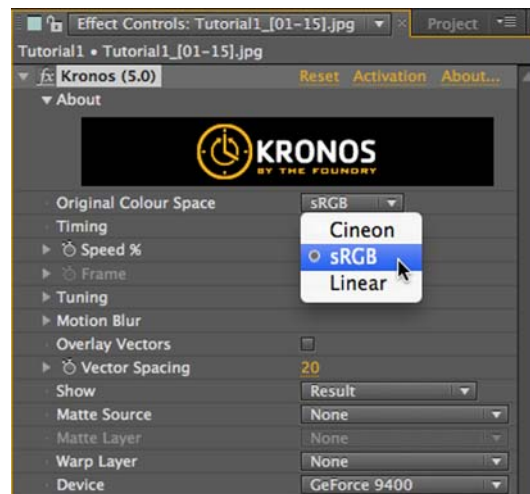 Effect Controls: Tutorial1_[01-15].jpg Project
Tutorial1 • Tutorial1_[01-15].jpg
fx Kronos (5.0) Reset Activation About...
About
KRONOS
BY THE FOUNDRY
Original Colour Space sRGB
Cineon
sRGB
Linear
Timing
Speed %
Frame
Tuning
Motion Blur
Overlay Vectors
Vector Spacing 20
Show Result
Matte Source None
Matte Layer None
Warp Layer None
Device GeForce 9400